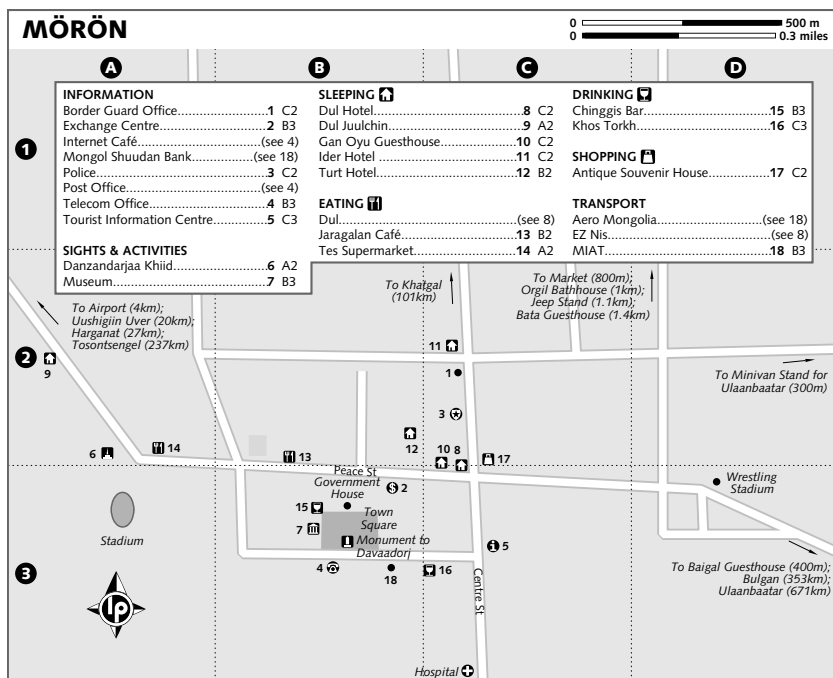 MÖRÖN
0 500 m
0 0.3 miles
A B C D
INFORMATION
Border Guard Office 1 C2
Exchange Centre 2 B3
Internet Café (see 4)
Mongol Shuudan Bank (see 18)
Police 3 C2
Post Office (see 4)
Telecom Office 4 B3
Tourist Information Centre 5 C3
SIGHTS & ACTIVITIES
Danzandarjaa Khiid 6 A2
Museum 7 B3
SLEEPING
Dul Hotel 8 C2
Dul Juulchin 9 A2
Gan Oyu Guesthouse 10 C2
Ider Hotel 11 C2
Turt Hotel 12 B2
EATING
Dul (see 8)
Jaragalan Café 13 B2
Tes Supermarket 14 A2
DRINKING
Chinggis Bar 15 B3
Khos Torkh 16 C3
SHOPPING
Antique Souvenir House 17 C2
TRANSPORT
Aero Mongolia (see 18)
EZ Nis (see 8)
MIAT 18 B3
1
To Airport (4km);
Uushigiin Uver (20km);
Harganat (27km);
Tosontsengel (237km)
To Khatgal
(101km)
To Market (800m);
Orgil Bathhouse (1km);
Jeep Stand (1.1km);
Bata Guesthouse (1.4km)
2
9
11
1
To Minivan Stand for
Ulaanbaatar
(300m)
3
6
14
13
12
10 8
17
Peace St
Government
House
2
Wrestling
Stadium
15
Town
Square
7
Monument to
Davaadorj
5
Stadium
3
4
18
16
Centre St
To Baigal Guesthouse (400m);
Bulgan (353km);
Ulaanbaatar (671km)
lp
Hospital